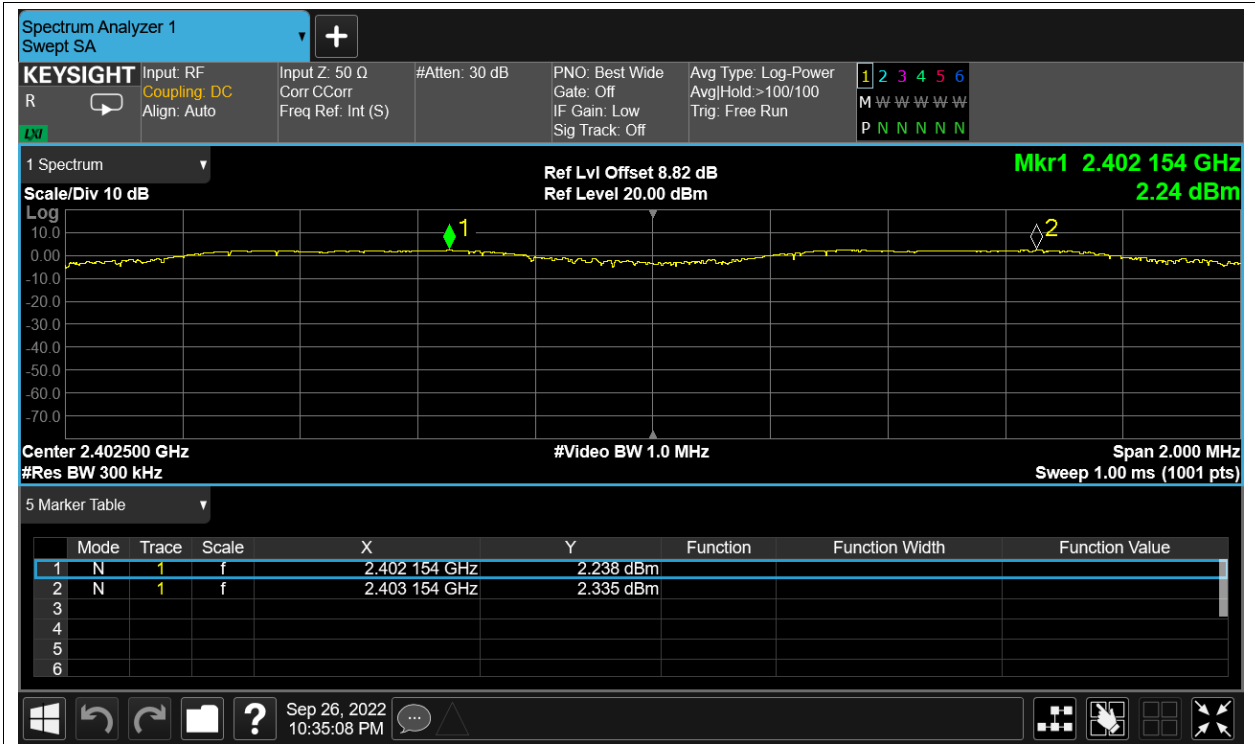 Spectrum Analyzer 1
Swept SA
+
KEYSIGHT Input: RF Input Z: 50 Ω #Atten: 30 dB PNO: Best Wide Avg Type: Log-Power 1 2 3 4 5 6
R Coupling: DC Corr CCorr Gate: Off Avg|Hold:>100/100 M W W W W W
Align: Auto Freq Ref: Int (S) IF Gain: Low Trig: Free Run
LXI Sig Track: Off P N N N N N
1 Spectrum Ref Lvl Offset 8.82 dB Mkr1 2.402 154 GHz
Scale/Div 10 dB Ref Level 20.00 dBm 2.24 dBm
Log
10.0
0.00
-10.0
-20.0
-30.0
-40.0
-50.0
-60.0
-70.0
1
2
Center 2.402500 GHz #Video BW 1.0 MHz Span 2.000 MHz
#Res BW 300 kHz Sweep 1.00 ms (1001 pts)
5 Marker Table
Mode Trace Scale X Y Function Function Width Function Value
1 N 1 f 2.402 154 GHz 2.238 dBm
2 N 1 f 2.403 154 GHz 2.335 dBm
3
4
5
6
? Sep 26, 2022
10:35:08 PM